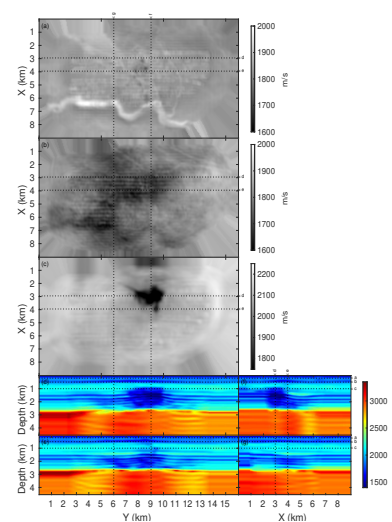 (a)
X (km)
1
2
3
4
5
6
7
8
d
e
2000
1900
1800
1700
1600
m/s
(b)
X (km)
1
2
3
4
5
6
7
8
d
e
2000
1900
1800
1700
1600
m/s
(c)
X (km)
1
2
3
4
5
6
7
8
d
e
2200
2100
2000
1900
1800
m/s
(d)
Depth (km)
1
2
3
4
(f)
a
b
c
(e)
Depth (km)
1
2
3
4
a
b
c
3000
2500
2000
1500
m/s
1 2 3 4 5 6 7 8 9 10 11 12 13 14 15
Y (km)
1 2 3 4 5 6 7 8
X (km)